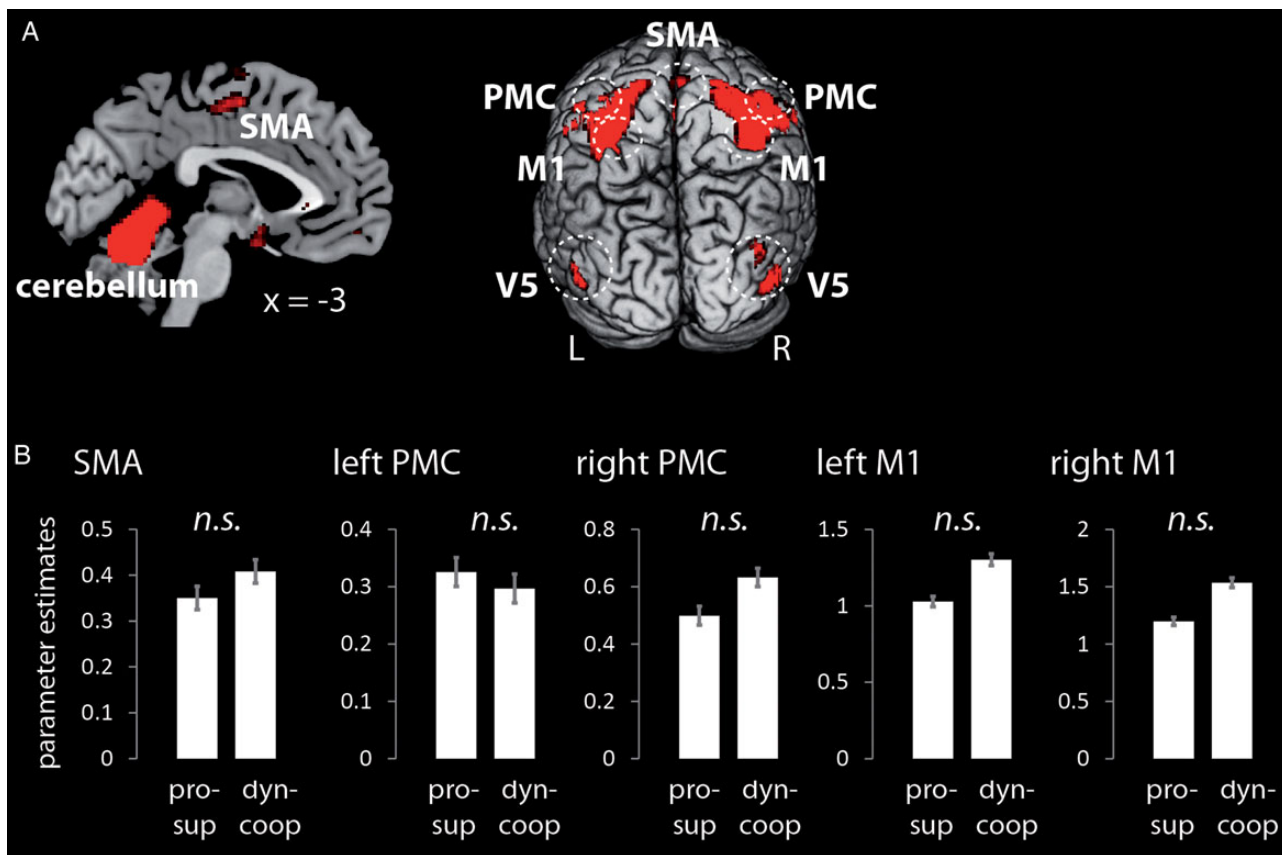 A
SMA
cerebellum
x = -3
SMA
PMC
PMC
M1
M1
V5
V5
L
R
B
SMA
left PMC
right PMC
left M1
right M1
parameter estimates
n.s.
0.5
0.4
0.3
0.2
0.1
0
pro-
sup
dyn-
coop
n.s.
0.4
0.3
0.2
0.1
0
pro-
sup
dyn-
coop
n.s.
0.8
0.6
0.4
0.2
0
pro-
sup
dyn-
coop
n.s.
1.5
1
0.5
0
pro-
sup
dyn-
coop
n.s.
2
1.5
1
0.5
0
pro-
sup
dyn-
coop